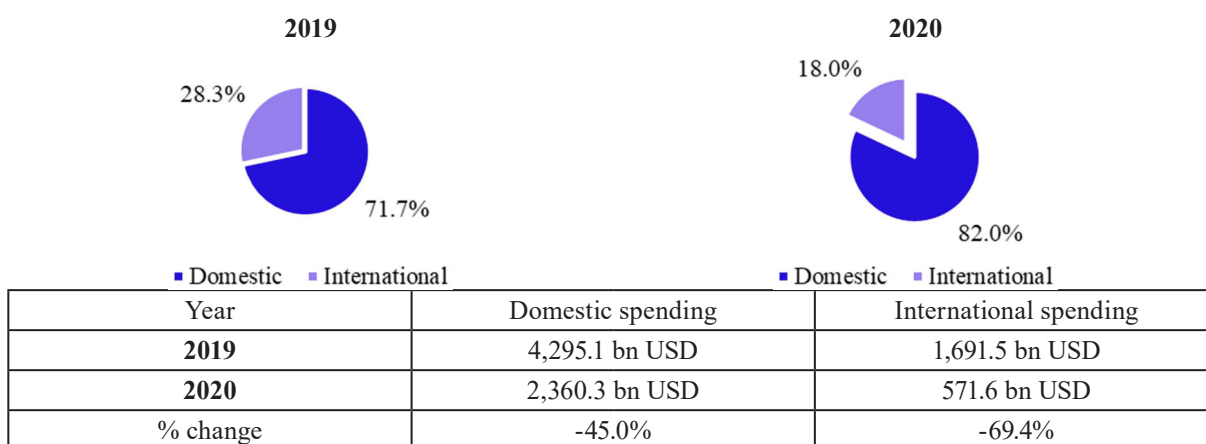 2019 2020
18.0%
28.3%
71.7%
82.0%
Domestic International Domestic International
Year Domestic spending International spending
2019 4,295.1 bn USD 1,691.5 bn USD
2020 2,360.3 bn USD 571.6 bn USD
% change -45.0% -69.4%